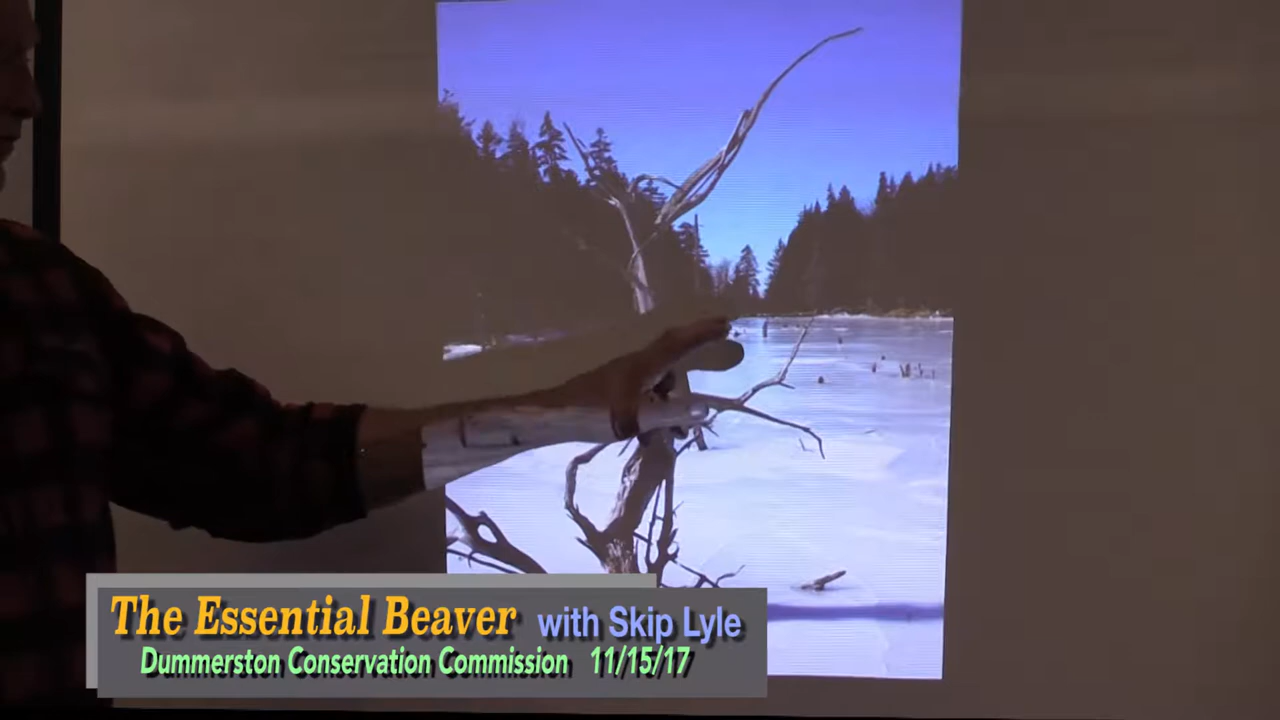 The Essential Beaver with Skip Lyle
Dummerston Conservation Commission 11/15/17